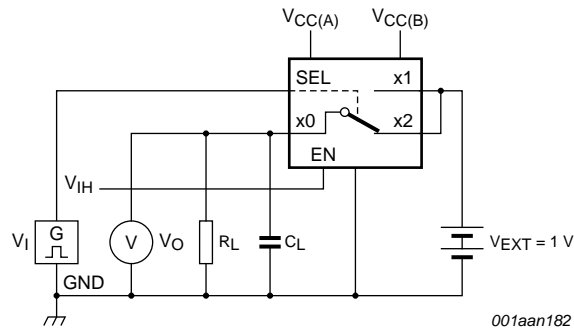 VCC(A) VCC(B)
SEL x1
x0 x2
EN
VIH
VI G V VO RL CL VEXT = 1 V
GND
001aan182